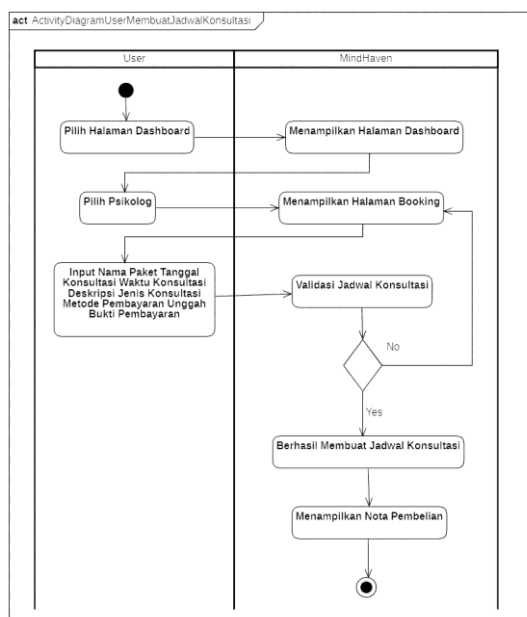 act ActivityDiagramUserMembuatJadwalKonsultasi
User
MindHaven
Pilih Halaman Dashboard
Menampilkan Halaman Dashboard
Pilih Psikolog
Menampilkan Halaman Booking
Input Nama Paket Tanggal
Konsultasi Waktu Konsultasi
Deskripsi Jenis Konsultasi
Metode Pembayaran Unggah
Bukti Pembayaran
Validasi Jadwal Konsultasi
No
Yes
Berhasil Membuat Jadwal Konsultasi
Menampilkan Nota Pembelian